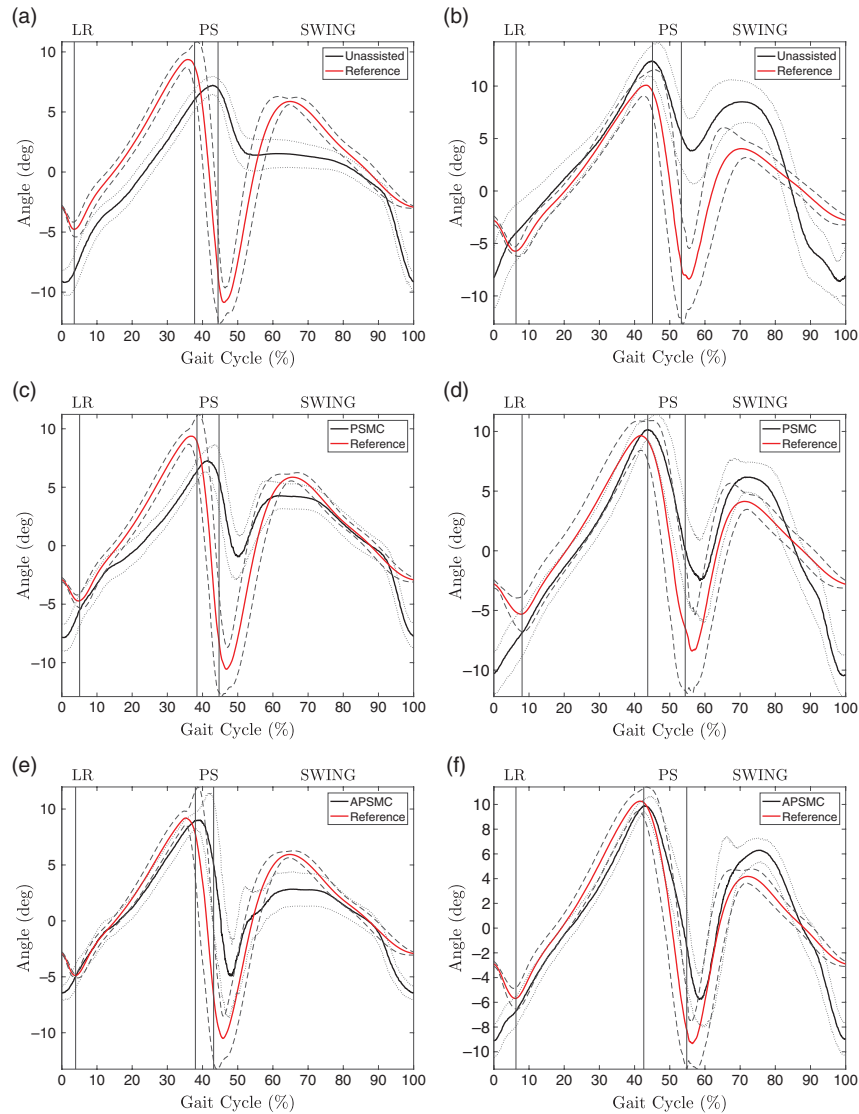 (a)
LR PS SWING
Unassisted
Reference
Angle (deg)
10
5
0
−5
−10
0 10 20 30 40 50 60 70 80 90 100
Gait Cycle (%)
(b)
LR PS SWING
Unassisted
Reference
Angle (deg)
10
5
0
−5
−10
0 10 20 30 40 50 60 70 80 90 100
Gait Cycle (%)
(c)
LR PS SWING
PSMC
Reference
Angle (deg)
10
5
0
−5
−10
0 10 20 30 40 50 60 70 80 90 100
Gait Cycle (%)
(d)
LR PS SWING
PSMC
Reference
Angle (deg)
10
5
0
−5
−10
0 10 20 30 40 50 60 70 80 90 100
Gait Cycle (%)
(e)
LR PS SWING
APSMC
Reference
Angle (deg)
10
5
0
−5
−10
0 10 20 30 40 50 60 70 80 90 100
Gait Cycle (%)
(f)
LR PS SWING
APSMC
Reference
Angle (deg)
10
8
6
4
2
0
−2
−4
−6
−8
−10
0 10 20 30 40 50 60 70 80 90 100
Gait Cycle (%)